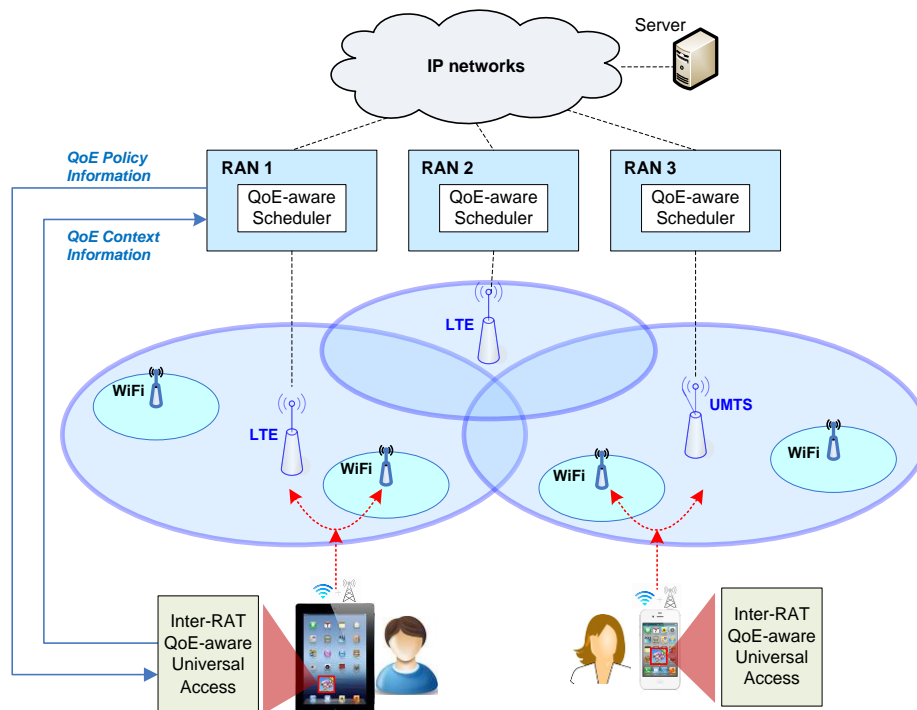 Server
IP networks
QoE Policy
Information
RAN 1
QoE-aware
Scheduler
RAN 2
QoE-aware
Scheduler
RAN 3
QoE-aware
Scheduler
QoE Context
Information
LTE
WiFi
LTE
WiFi
UMTS
WiFi
WiFi
Inter-RAT
QoE-aware
Universal
Access
Inter-RAT
QoE-aware
Universal
Access